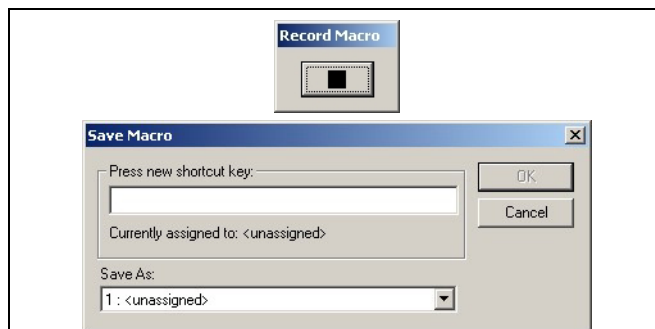 Record Macro
Save Macro
Press new shortcut key:
OK
Currently assigned to: <unassigned>
Cancel
Save As:
1 : <unassigned>